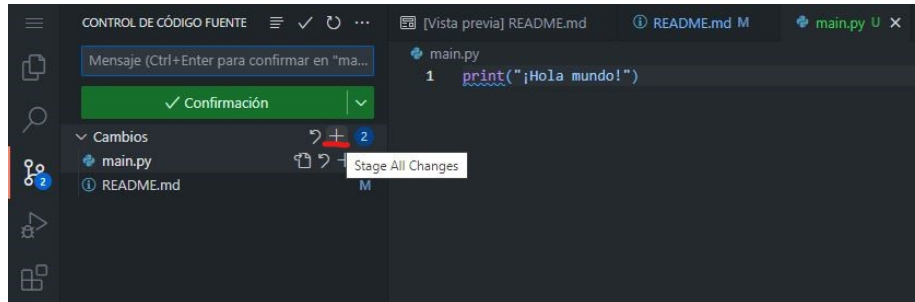 CONTROL DE CÓDIGO FUENTE
[Vista previa] README.md
README.md M
main.py U
Mensaje (Ctrl+Enter para confirmar en "ma...
main.py
1 print("¡Hola mundo!")
Confirmación
Cambios 2
main.py
Stage All Changes
README.md M
2